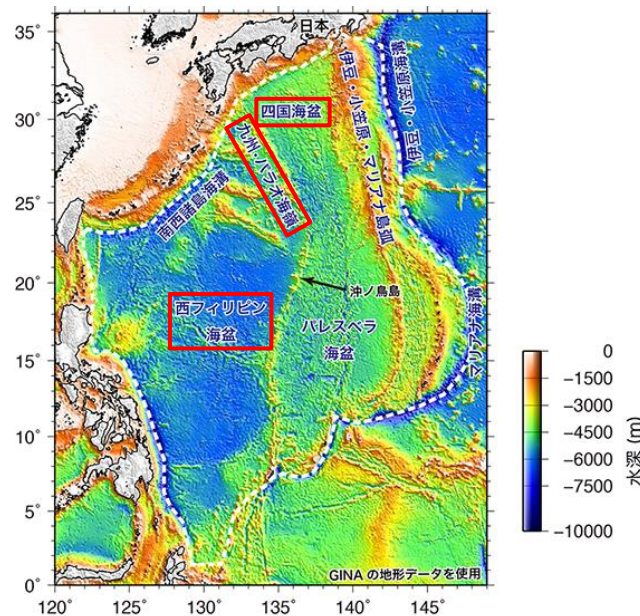 日本
35°
30°
25°
20°
15°
10°
5°
0°
120°
125°
130°
135°
140°
145°
四国海盆
九州・パラオ海嶺
南西諸島海溝
伊豆・小笠原・マリアナ島弧
伊豆・小笠原海溝
沖ノ鳥島
西フィリピン
海盆
パレスベラ
海盆
マリアナ海溝
GINA の地形データを使用
0
−1500
−3000
−4500
−6000
−7500
−10000
水深 (m)